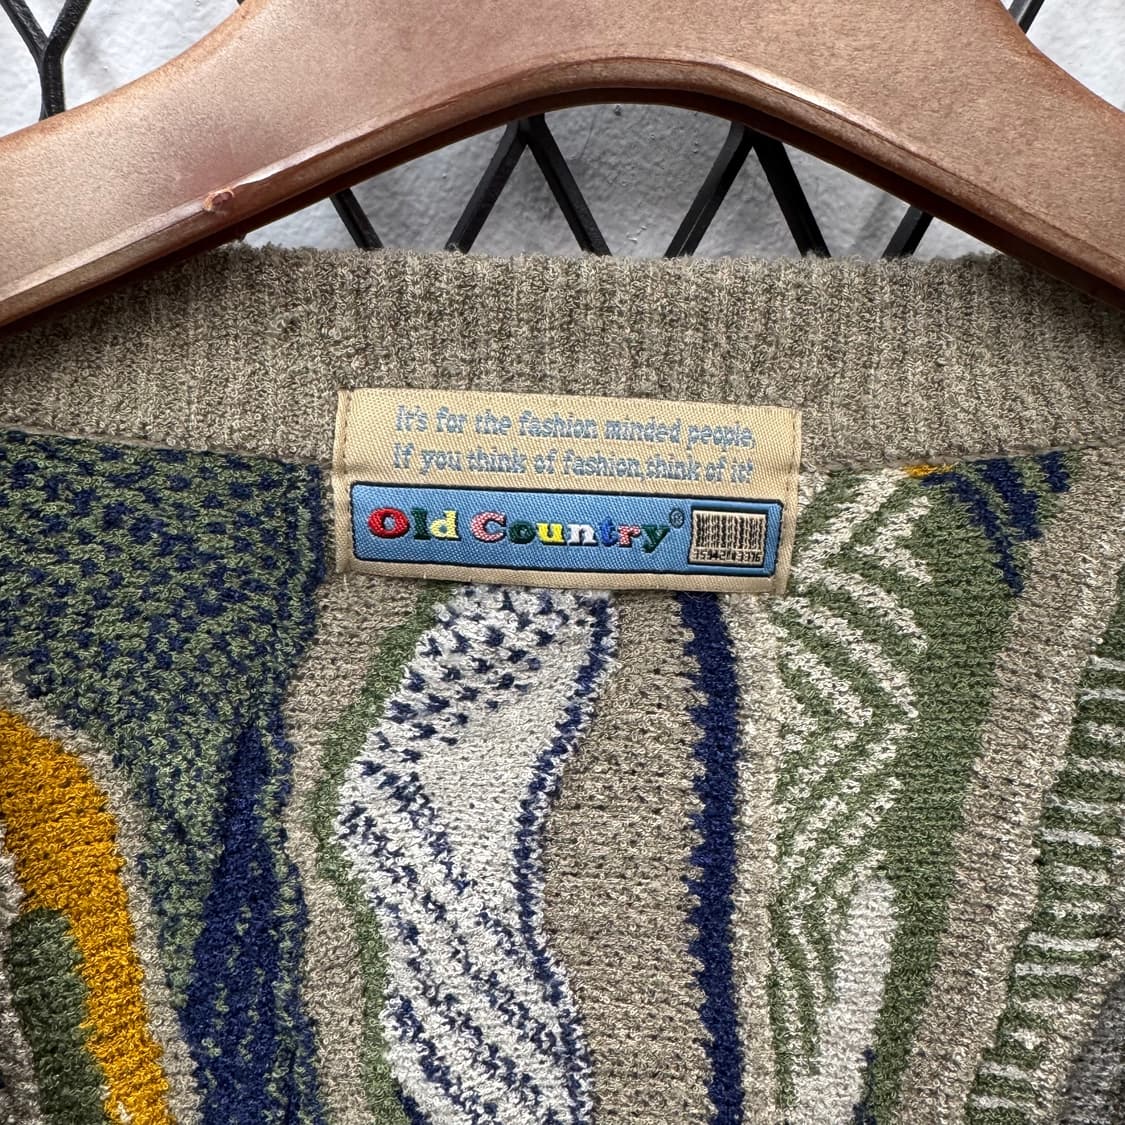 It's for the fashion minded people.
If you think of fashion,think of it!
Old Country®